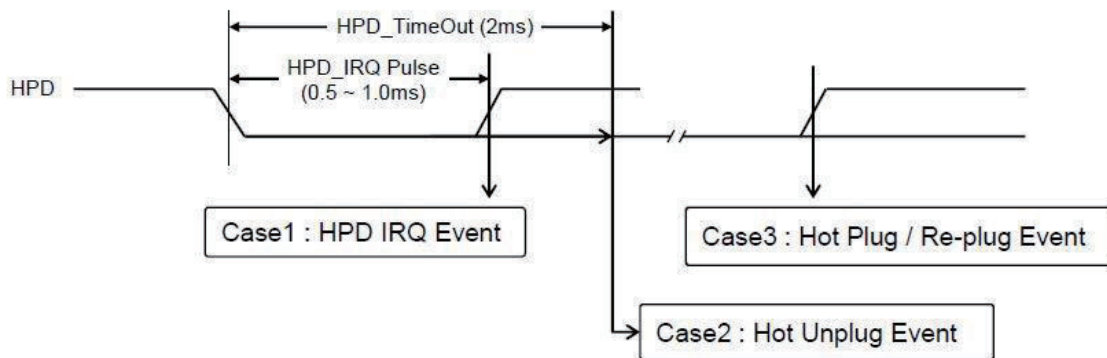 HPD_TimeOut (2ms)
HPD_IRQ Pulse
(0.5 ~ 1.0ms)
HPD
Case1 : HPD IRQ Event
Case3 : Hot Plug / Re-plug Event
Case2 : Hot Unplug Event